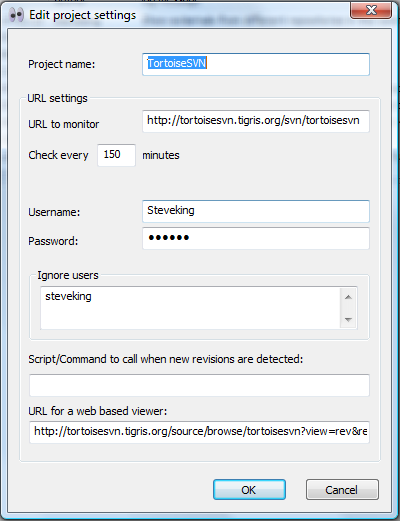 Edit project settings
Project name: TortoiseSVN
URL settings
URL to monitor http://tortoisesvn.tigris.org/svn/tortoisesvn
Check every 150 minutes
Username: Steveking
Password: ●●●●●●
Ignore users
steveking
Script/Command to call when new revisions are detected:
URL for a web based viewer:
http://tortoisesvn.tigris.org/source/browse/tortoisesvn?view=rev&re
OK Cancel